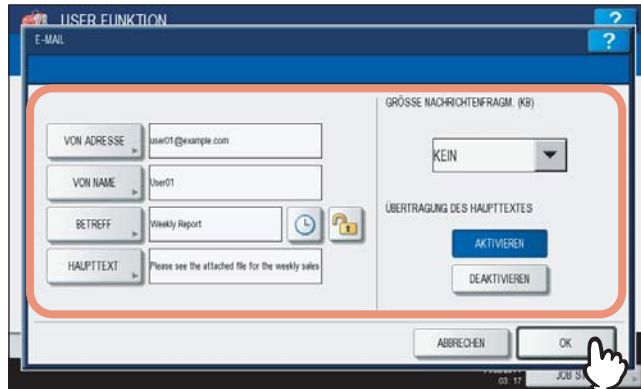 USER FUNKTION
?
E-MAIL
?
GRÖSSE NACHRICHTENFRAGM. (KB)
VON ADRESSE
user01@example.com
KEIN
VON NAME
User01
ÜBERTRAGUNG DES HAUPTTEXTES
BETREFF
Weekly Report
AKTIVIEREN
HAUPTTEXT
Please see the attached file for the weekly sales
DEAKTIVIEREN
ABBRECHEN
OK
03:17
JOB